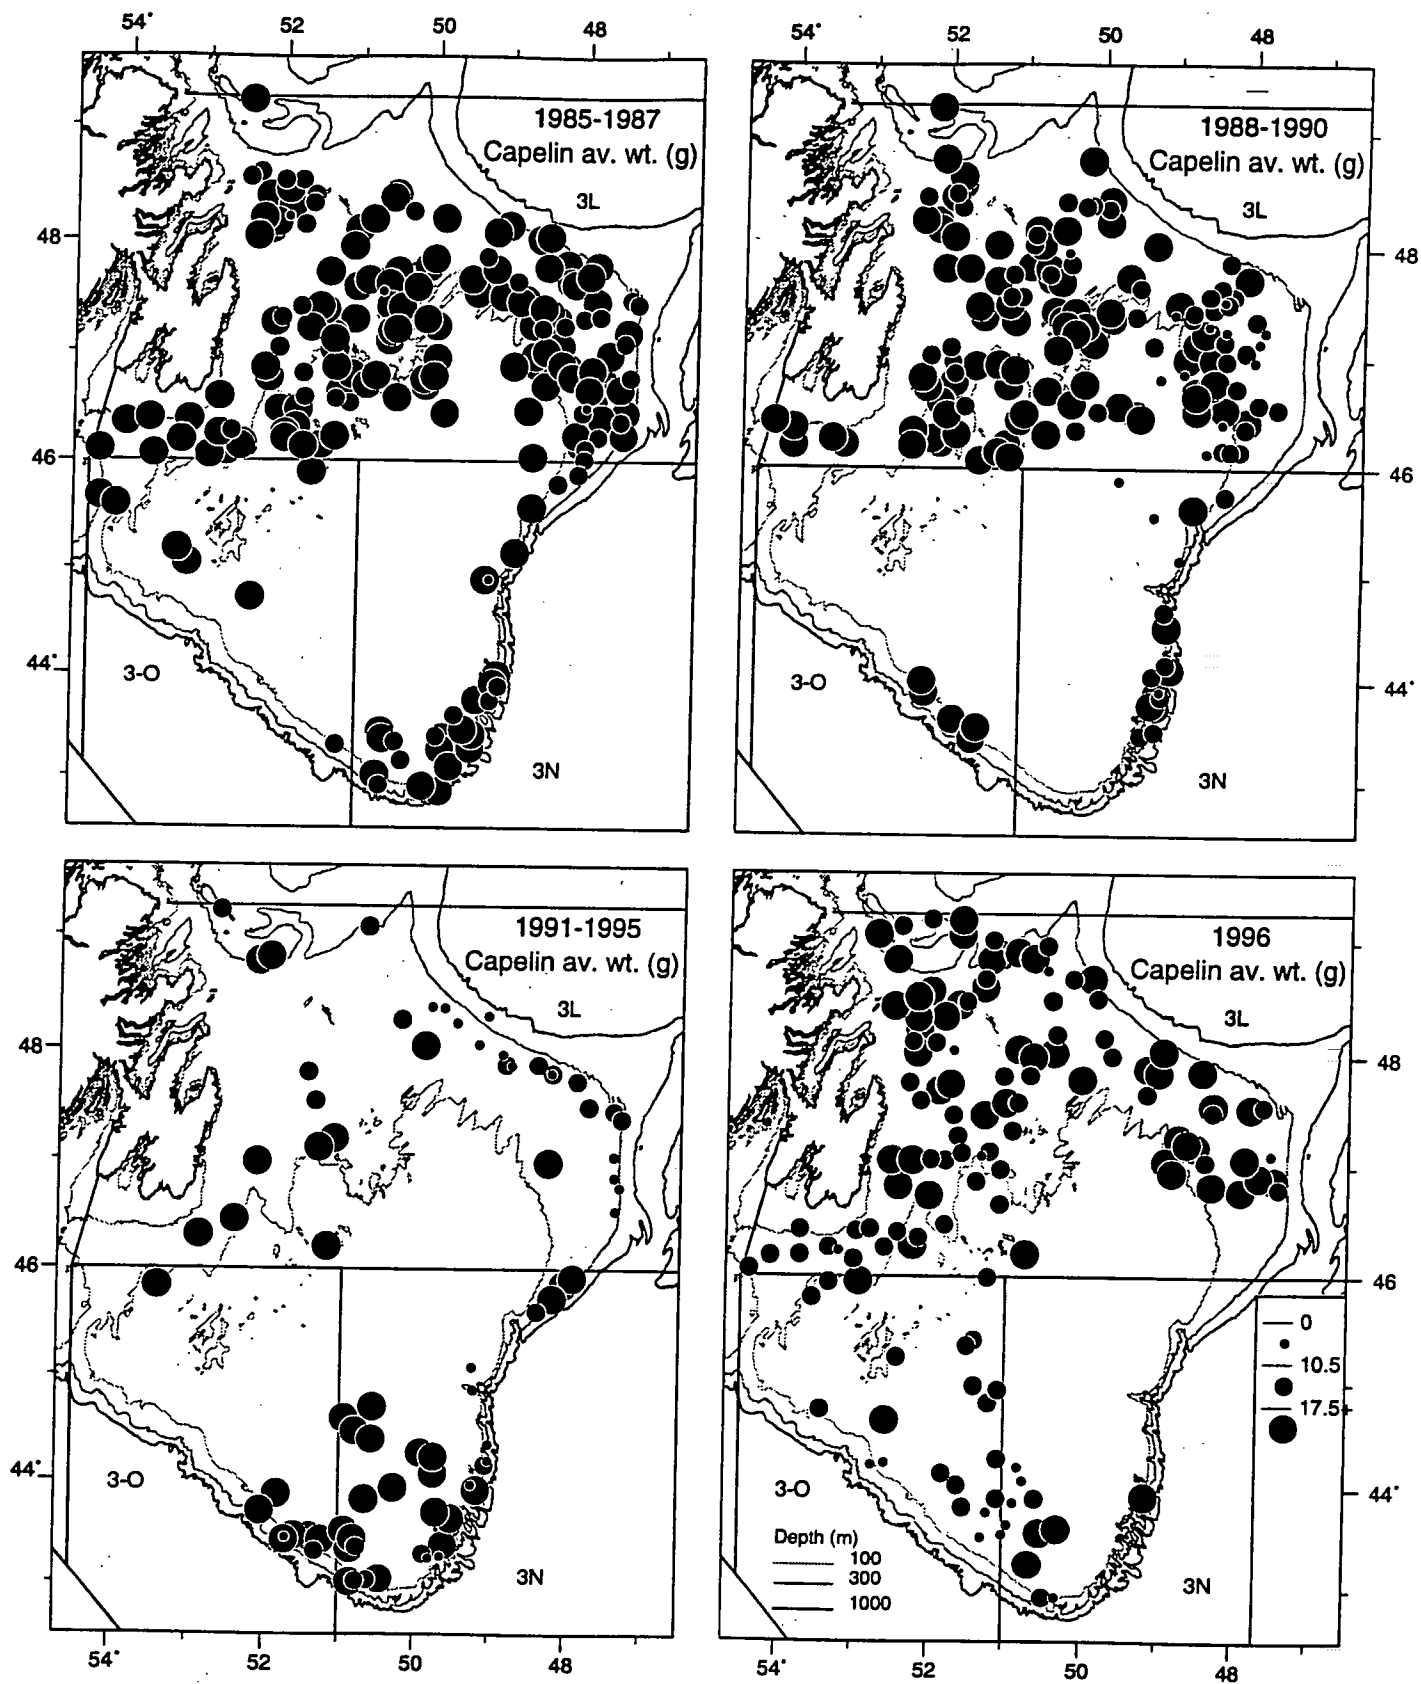 54° 52 50 48
54° 52 50 48
1985-1987
Capelin av. wt. (g)
3L
48
46
44°
3-O
3N
1988-1990
Capelin av. wt. (g)
3L
48
46
44°
3-O
3N
1991-1995
Capelin av. wt. (g)
3L
48
46
44°
3-O
3N
1996
Capelin av. wt. (g)
3L
48
46
0
10.5
17.5+
44°
3-O
Depth (m)
100
300
1000
3N
54° 52 50 48
54° 52 50 48